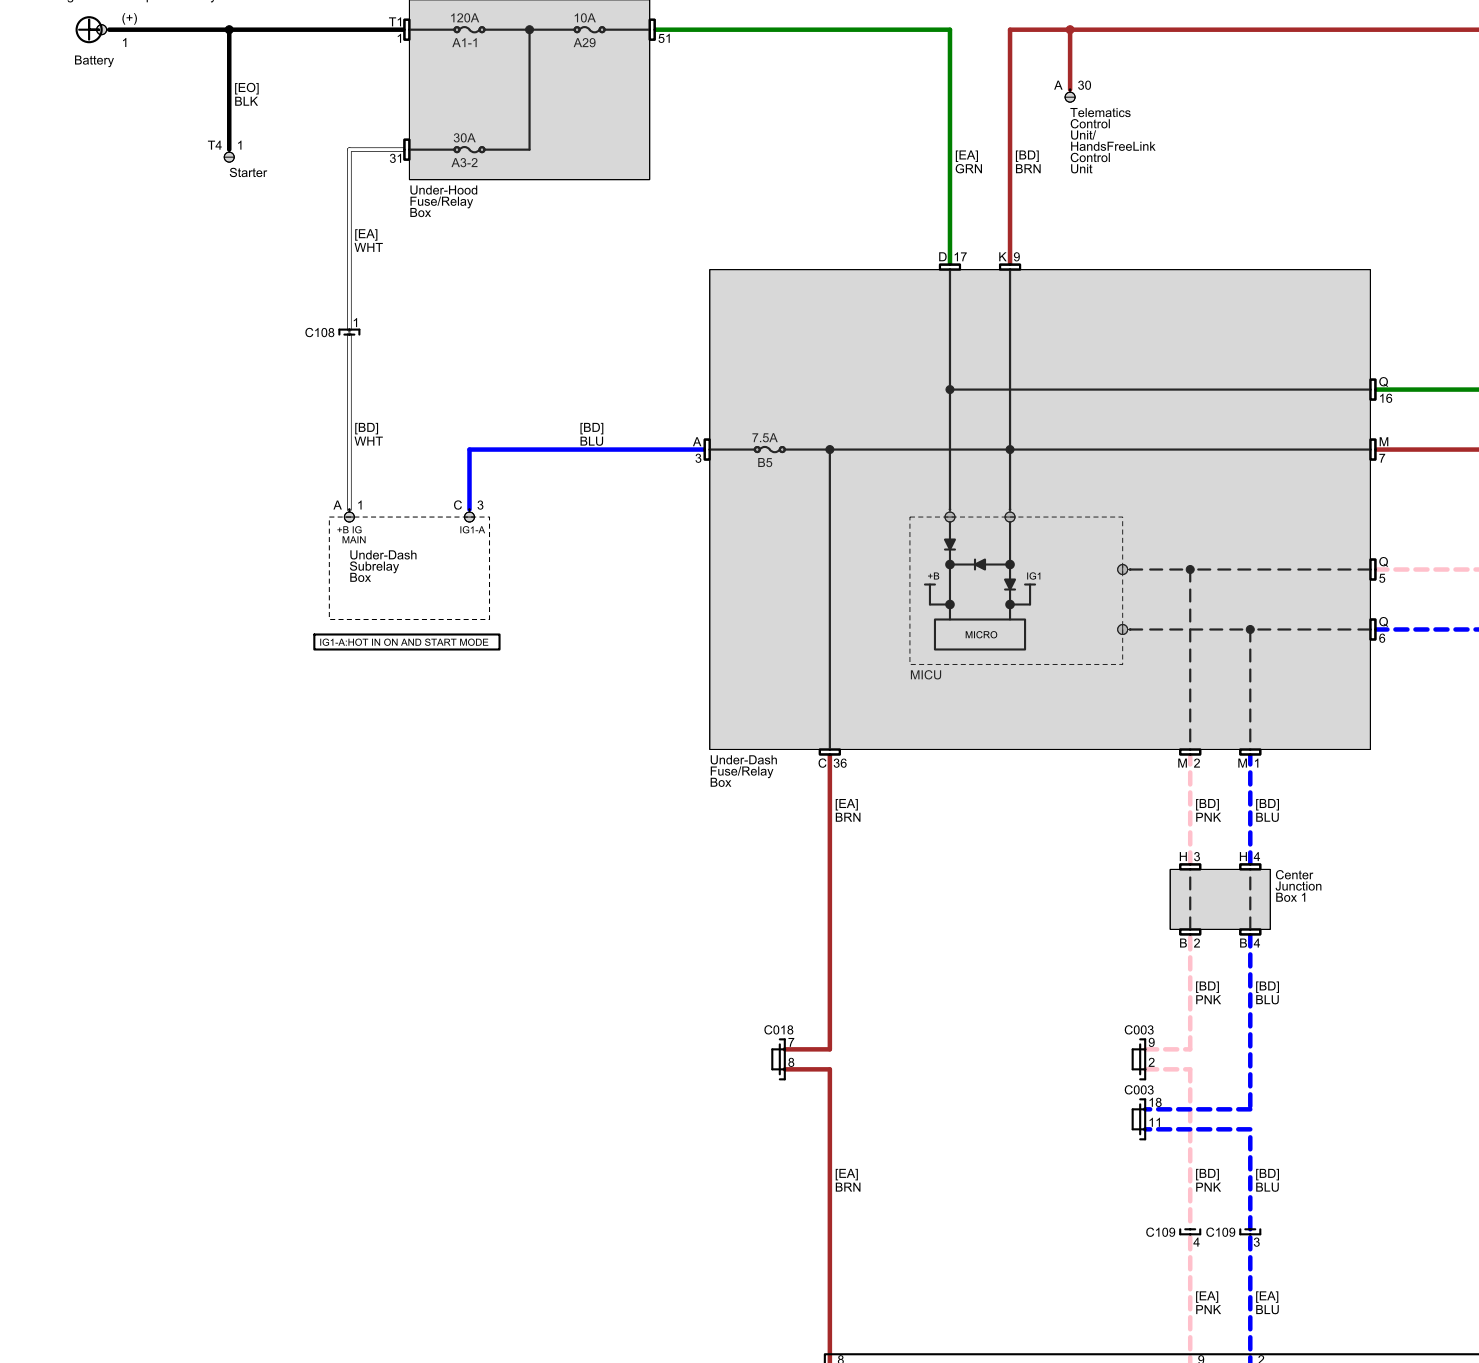 (+)
1
Battery
[EO]
BLK
T4 1
Starter
T1
1
120A
A1-1
10A
A29
51
30A
A3-2
31
Under-Hood
Fuse/Relay
Box
[EA]
WHT
C108
1
[BD]
WHT
A 1
C 3
+B IG
MAIN
IG1-A
Under-Dash
Subrelay
Box
IG1-A:HOT IN ON AND START MODE
[BD]
BLU
[EA]
GRN
[BD]
BRN
A 30
Telematics
Control
Unit/
HandsFreeLink
Control
Unit
D 17
K 9
A
3
7.5A
B5
Q
16
M
7
+B
IG1
MICRO
MICU
Q
5
Q
6
Under-Dash
Fuse/Relay
Box
C 36
M 2
M 1
[EA]
BRN
[BD]
PNK
[BD]
BLU
H 3
H 4
Center
Junction
Box 1
B 2
B 4
[BD]
PNK
[BD]
BLU
C018
7
8
C003
9
2
C003
18
11
[EA]
BRN
[BD]
PNK
[BD]
BLU
C109
4
C109
3
[EA]
PNK
[EA]
BLU
8
9
2